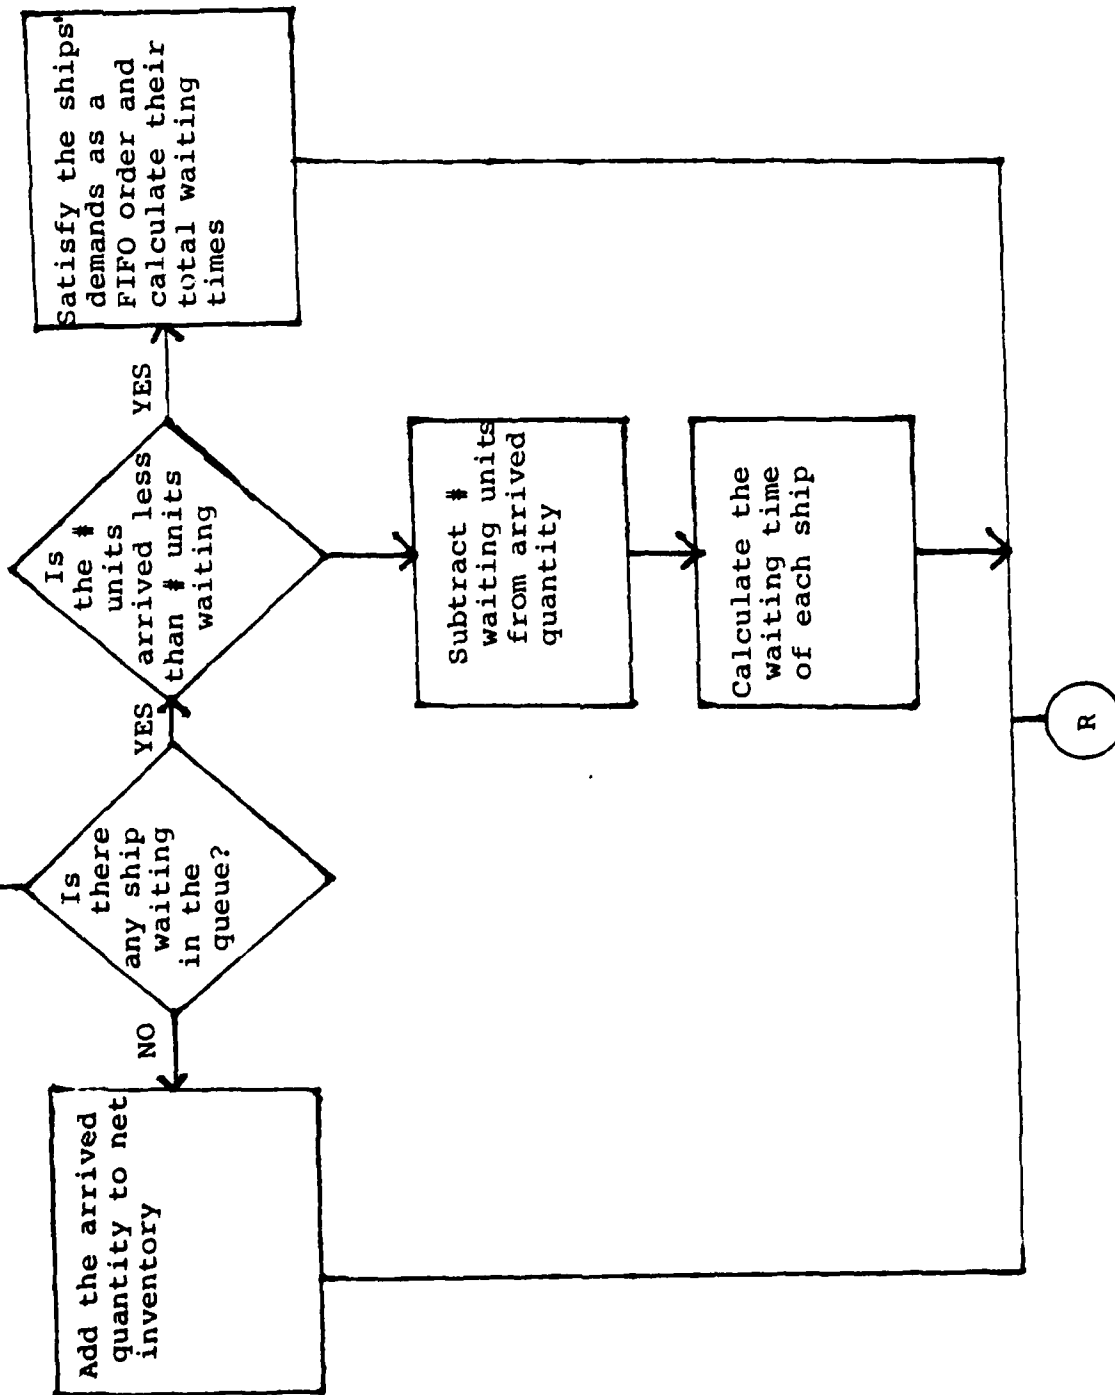 Add the arrived
quantity to net
inventory
NO
Is
there
any ship
waiting
in the
queue?
YES
Is
the #
units
arrived less
than # units
waiting
YES
Satisfy the ships'
demands as a
FIFO order and
calculate their
total waiting
times
Subtract #
waiting units
from arrived
quantity
Calculate the
waiting time
of each ship
R